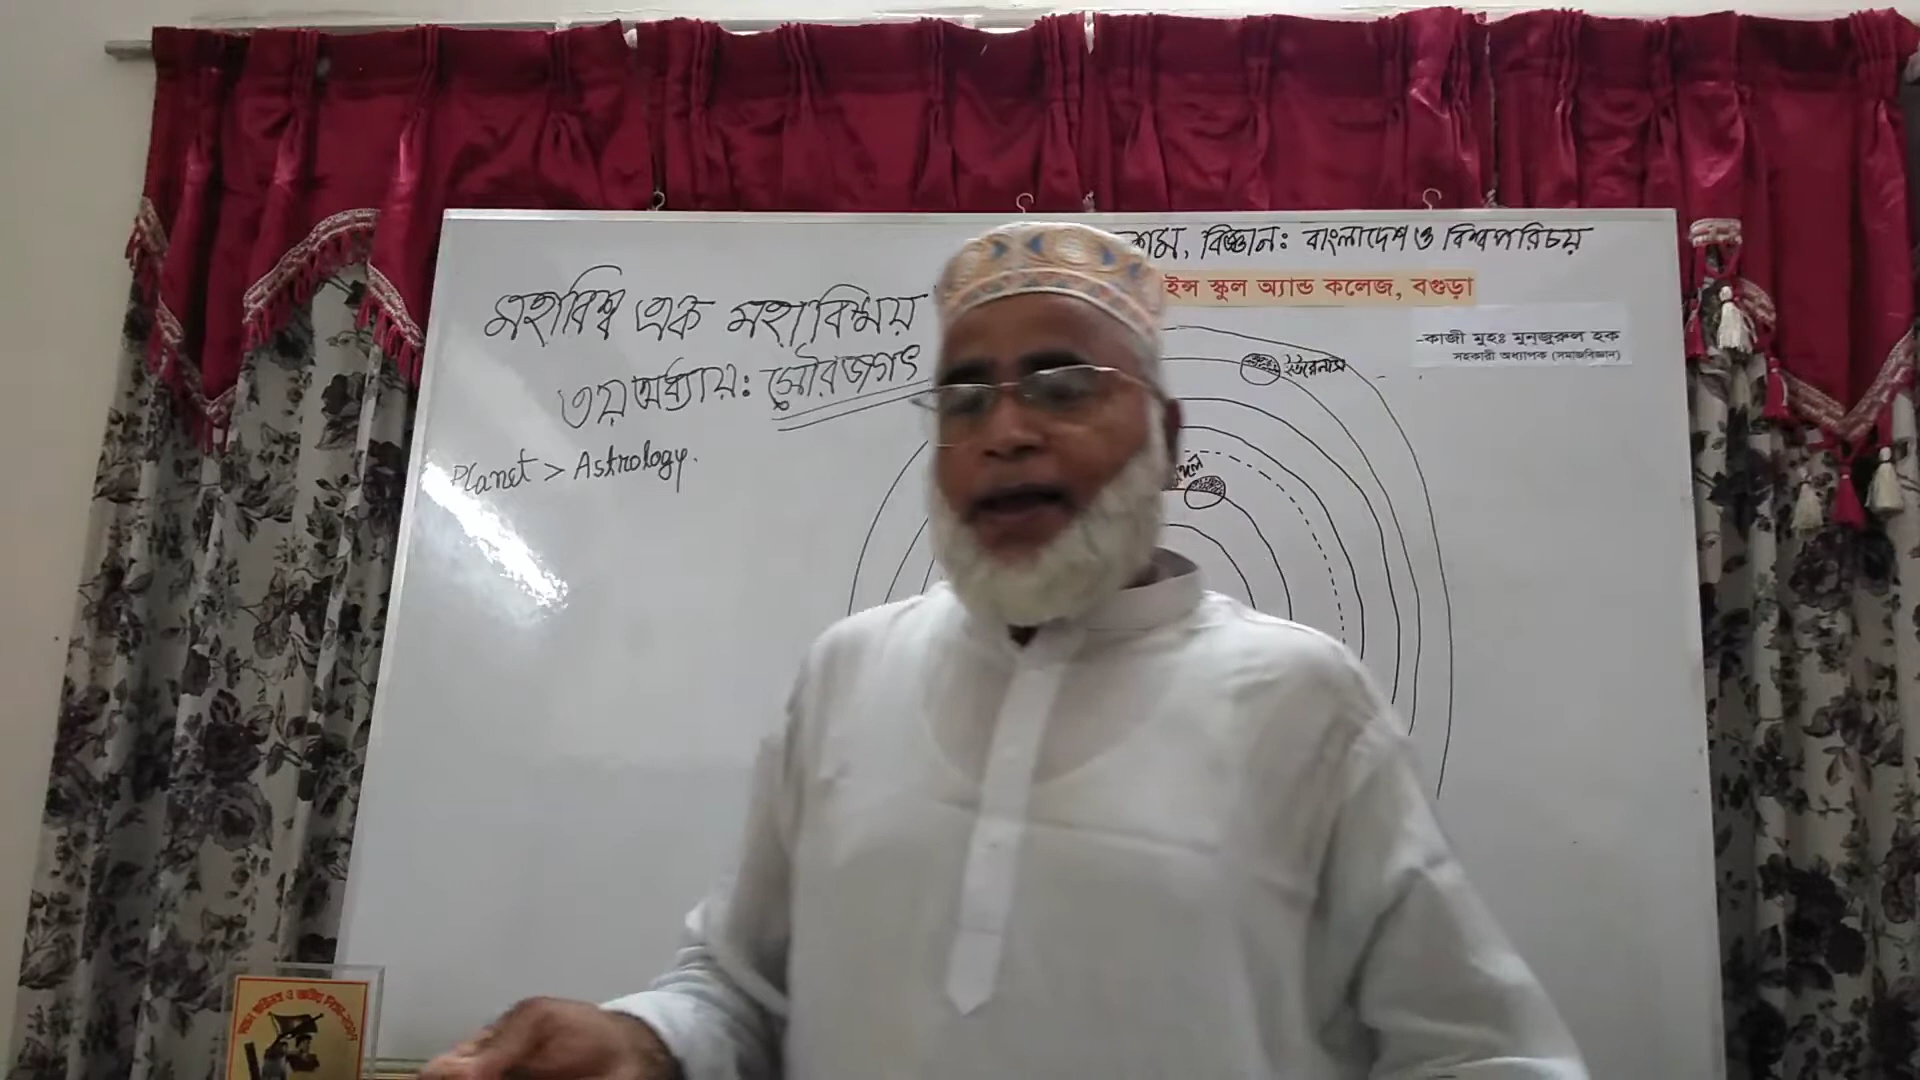 বিজ্ঞান: বাংলাদেশ ও বিশ্বপরিচয়
স্কুল অ্যান্ড কলেজ, বগুড়া
-কাজী মুহঃ মুনজুরুল হক
সহকারী অধ্যাপক (সমাজবিজ্ঞান)
মহাবিশ্ব এক মহাবিস্ময়
৩য় অধ্যায়: সৌরজগৎ
Planet > Astrology.
ইউরেনাস